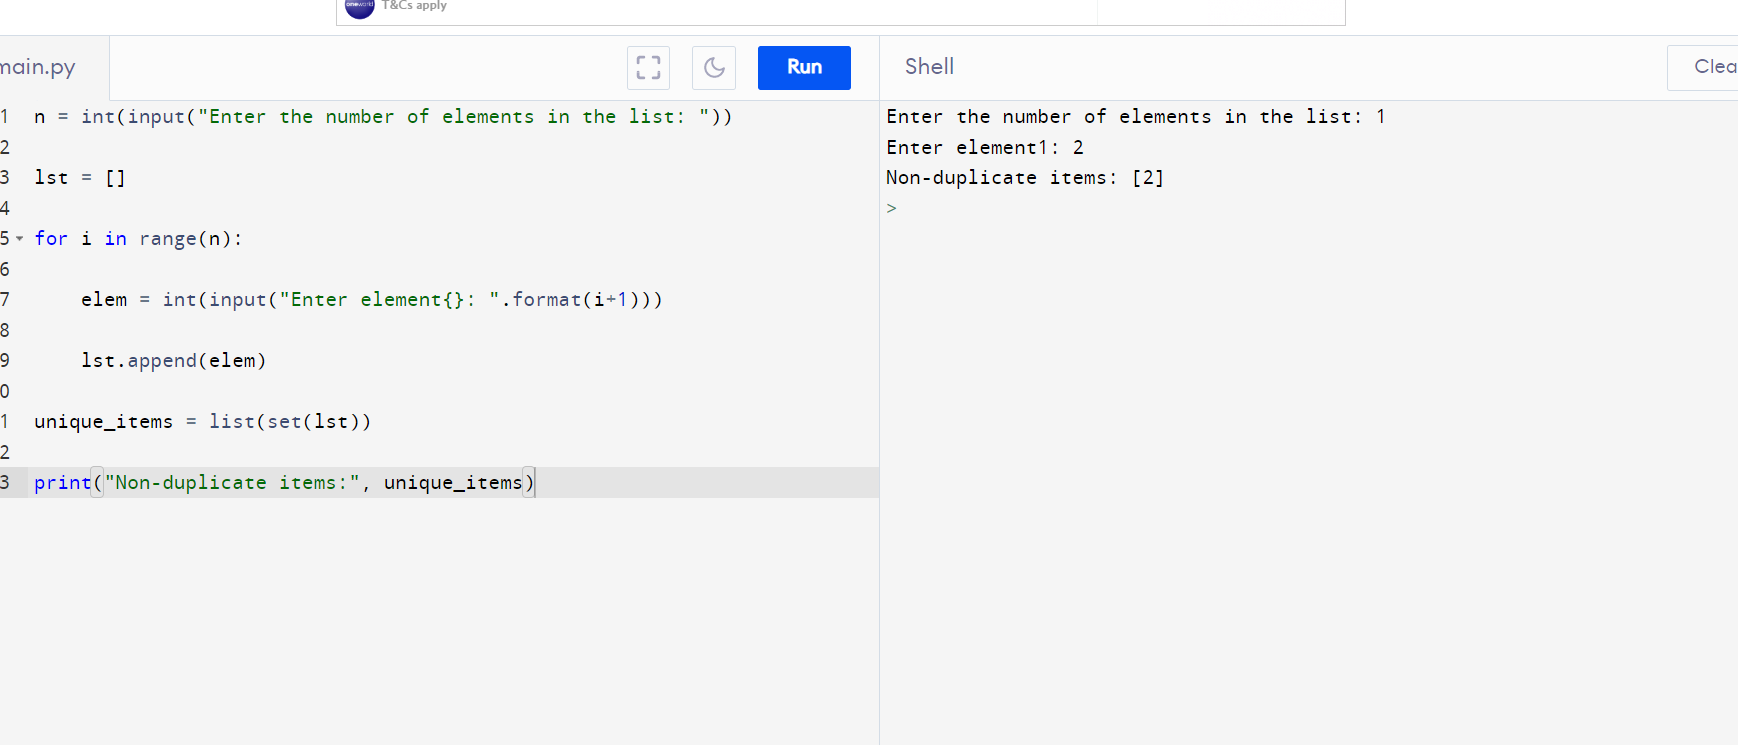 oneworld T&Cs apply
main.py
Run
Shell
1 n = int(input("Enter the number of elements in the list: "))
2
3 lst = []
4
5 for i in range(n):
6
7 elem = int(input("Enter element{}: ".format(i+1)))
8
9 lst.append(elem)
0
1 unique_items = list(set(lst))
2
3 print("Non-duplicate items:", unique_items)
Enter the number of elements in the list: 1
Enter element1: 2
Non-duplicate items: [2]
>